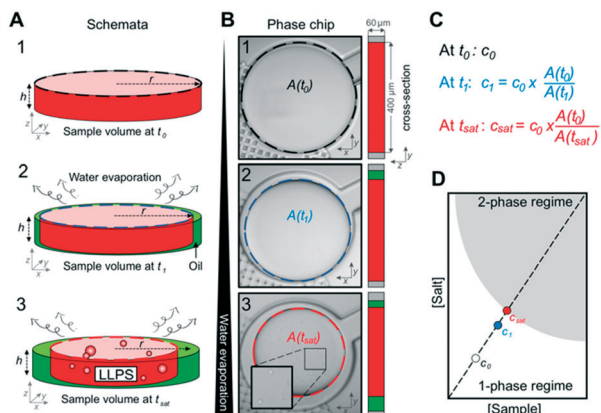 A
Schemata
1
r
h
z
y
x
Sample volume at t0
2
Water evaporation
r
h
z
y
x
Sample volume at t1
Oil
3
r
h
LLPS
z
y
x
Sample volume at tsat
B
Phase chip
60 μm
Water evaporation
1
A(t0)
y
x
400 μm
cross-section
y
z
2
A(t1)
y
x
3
A(tsat)
y
x
C
At t0: c0
At t1: c1 = c0 x A(t0)
A(t1)
At tsat: csat = c0 x A(t0)
A(tsat)
D
2-phase regime
[Salt]
csat
c1
c0
1-phase regime
[Sample]